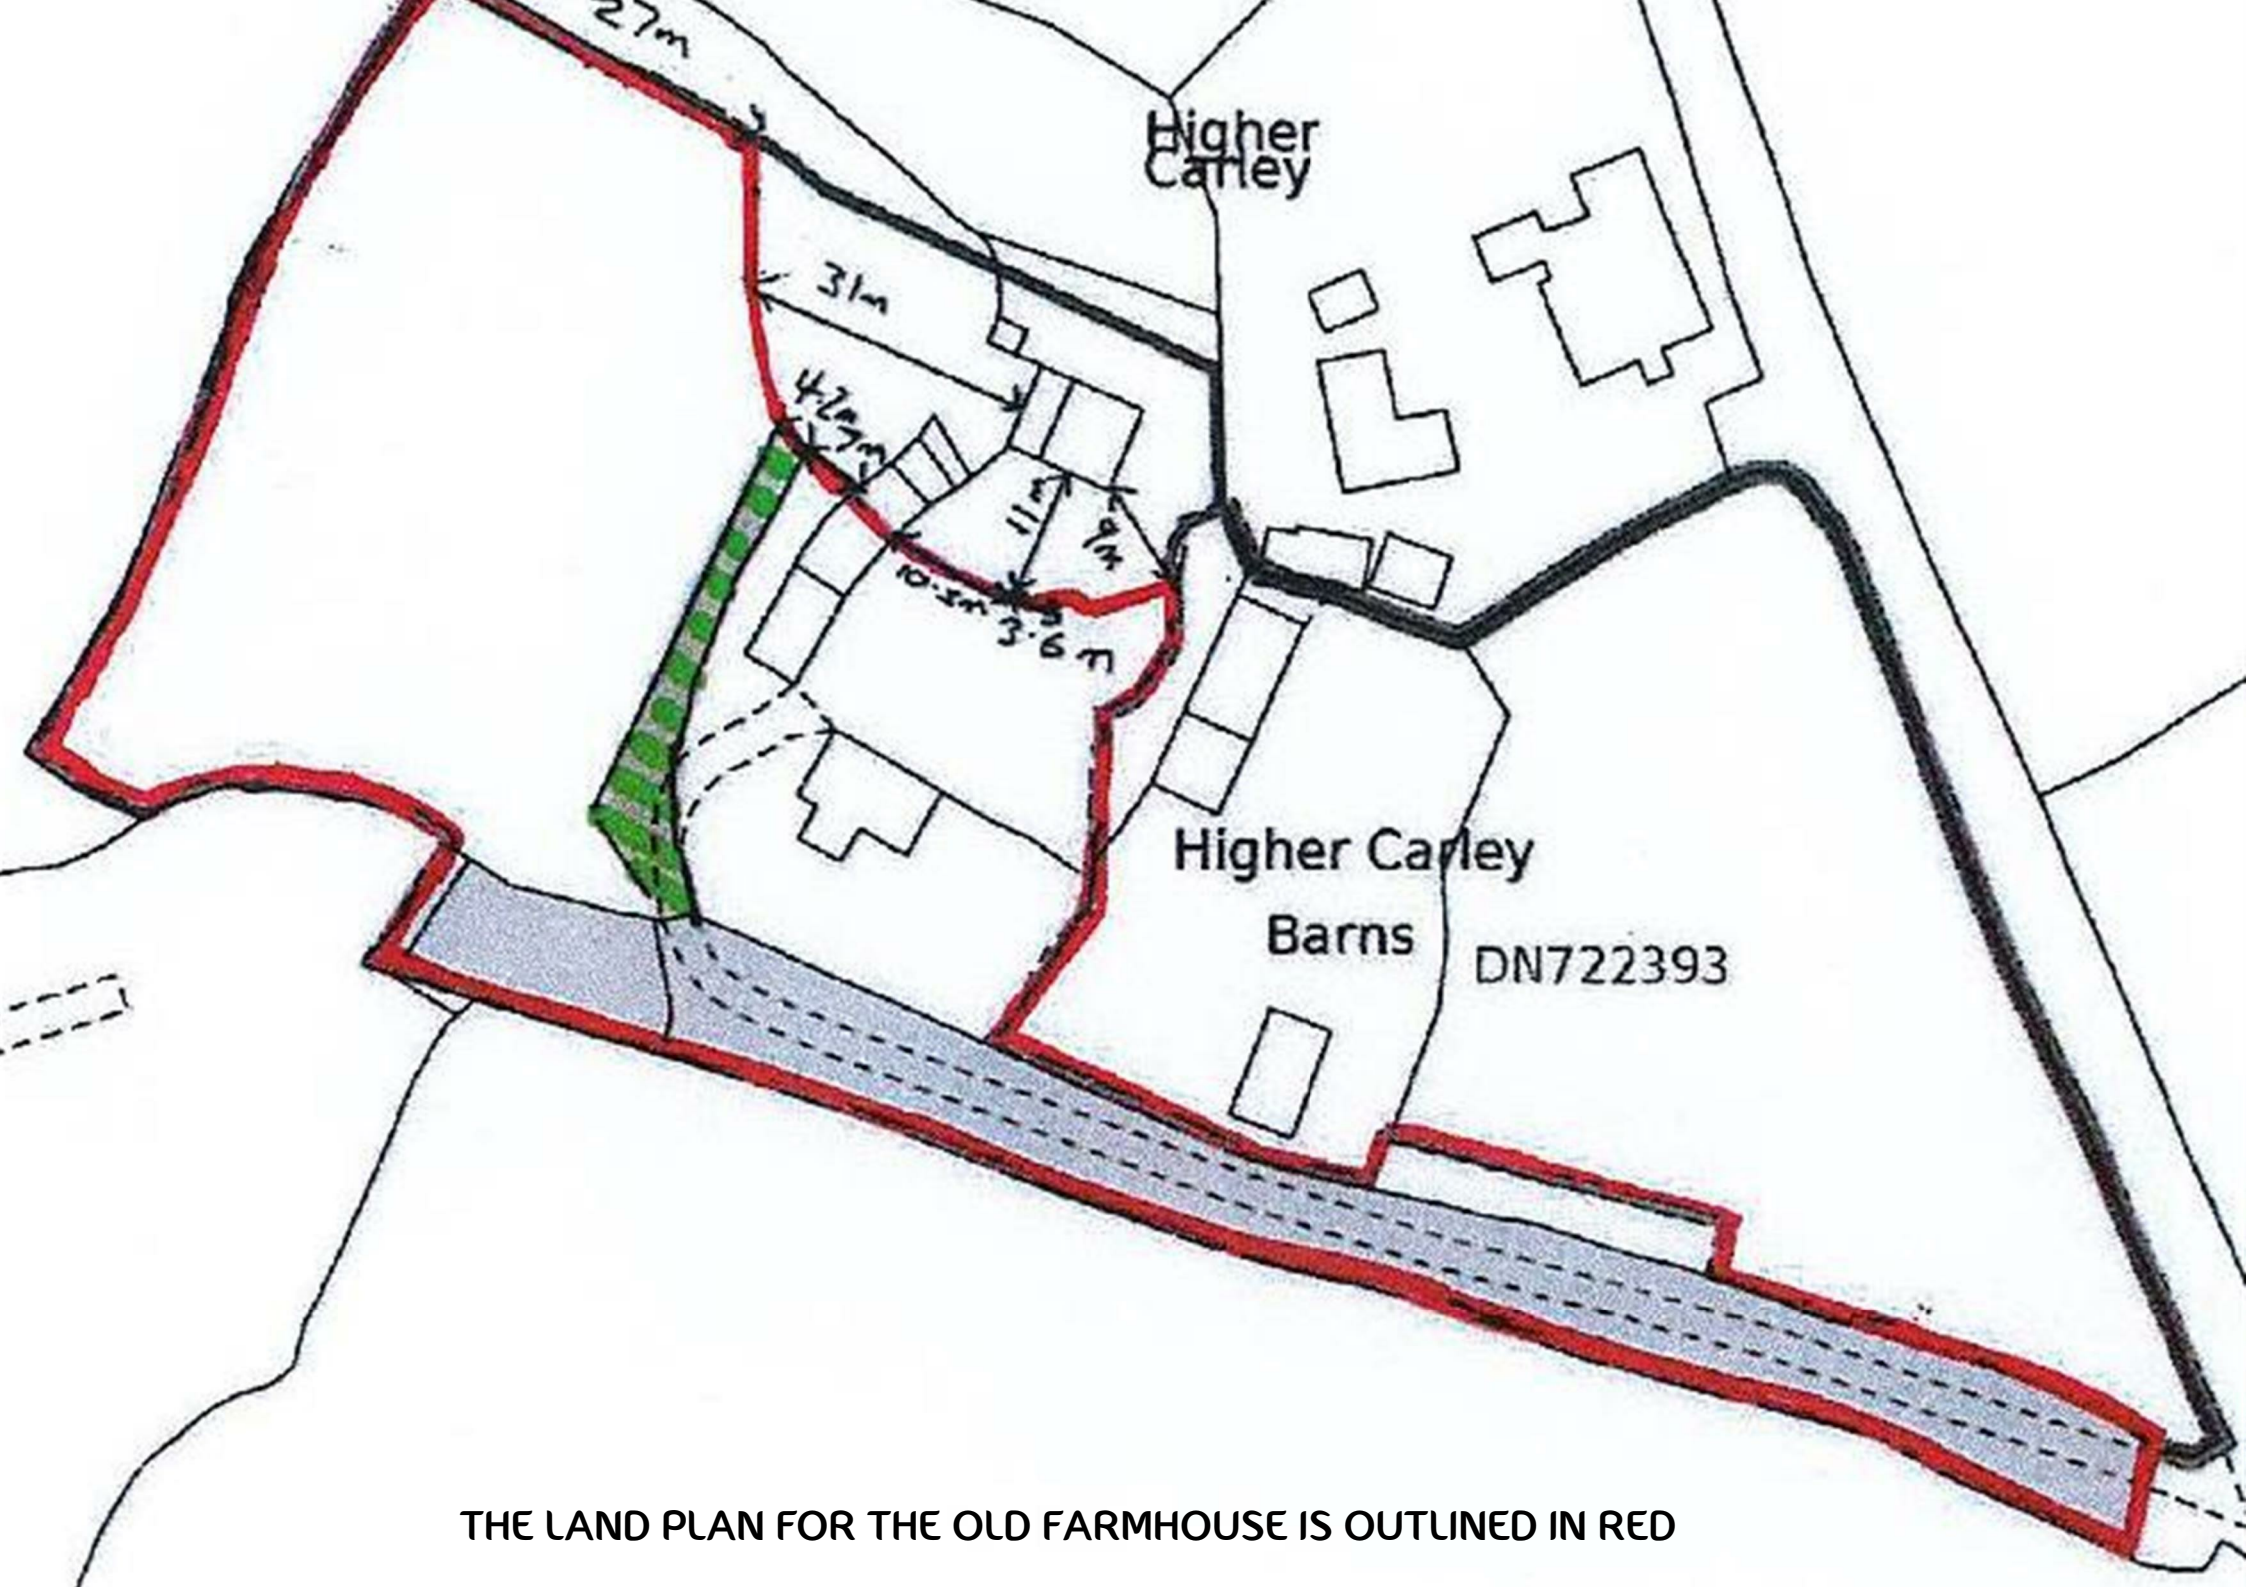 27m
Higher
Carley
31m
4.2m
7m
11m
9m
10.5m
3.6m
Higher Carley
Barns
DN722393
THE LAND PLAN FOR THE OLD FARMHOUSE IS OUTLINED IN RED